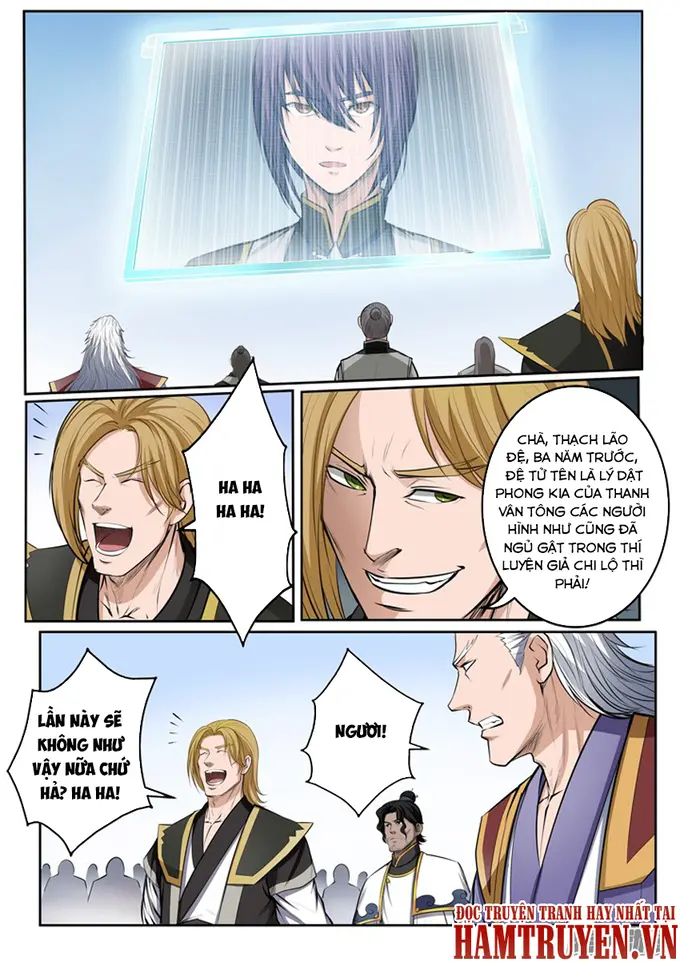 HA HA
HA HA!
CHÀ, THẠCH LÃO
ĐỆ, BA NĂM TRƯỚC,
ĐỆ TỬ TÊN LÀ LÝ DẬT
PHONG KIA CỦA THANH
VÂN TÔNG CÁC NGƯỜI
HÌNH NHƯ CŨNG ĐÃ
NGỦ GẬT TRONG THÍ
LUYỆN GIẢ CHI LỘ THÌ
PHẢI!
LẦN NÀY SẼ
KHÔNG NHƯ
VẬY NỮA CHỨ
HẢ? HA HA!
NGƯƠI!
ĐỌC TRUYỆN TRANH HAY NHẤT TẠI
HAMTRUYEN.VN